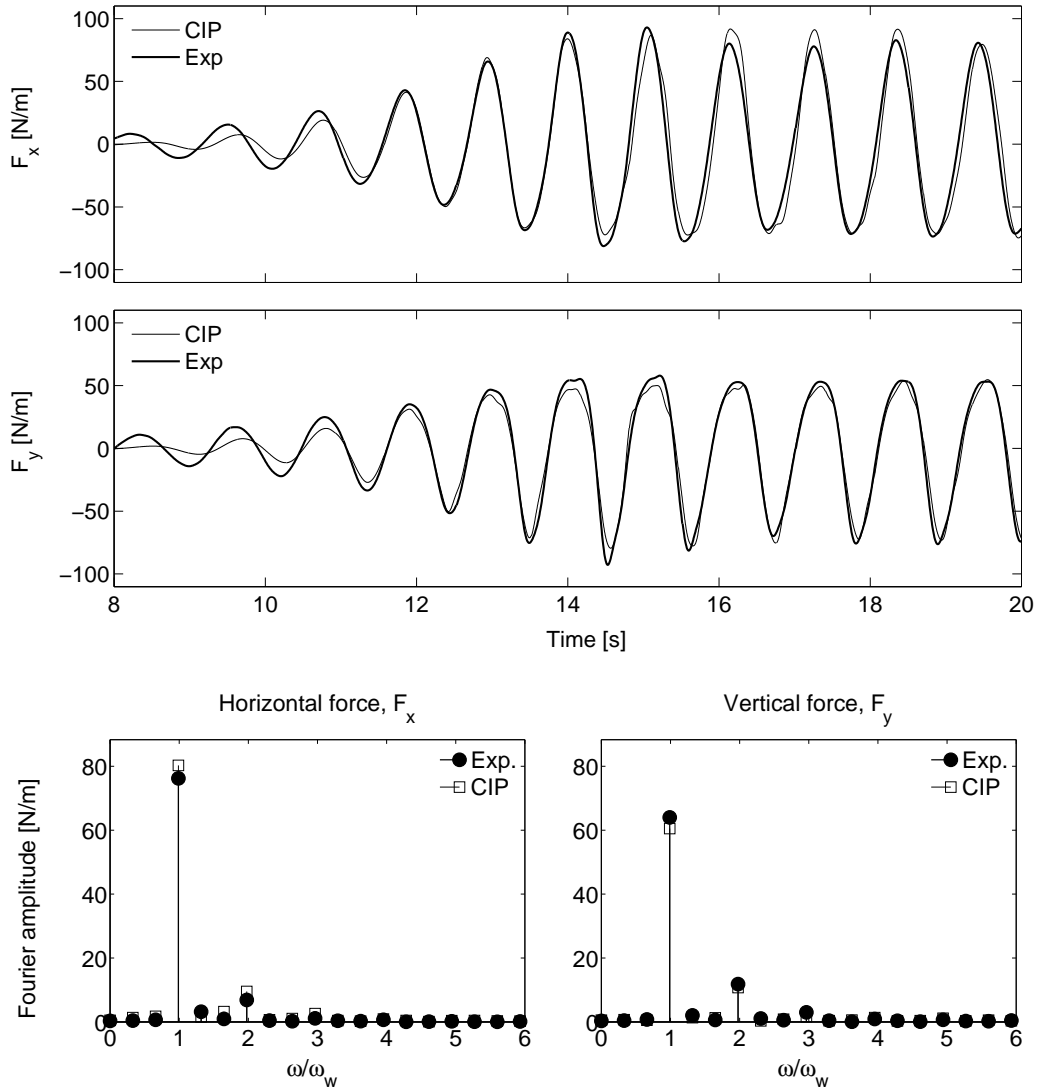 100
50
0
−50
−100
F_x [N/m]
CIP
Exp
100
50
0
−50
−100
F_y [N/m]
CIP
Exp
8 10 12 14 16 18 20
Time [s]
Horizontal force, F_x
80
60
40
20
0
Fourier amplitude [N/m]
Exp.
CIP
0 1 2 3 4 5 6
ω/ω_w
Vertical force, F_y
80
60
40
20
0
Exp.
CIP
0 1 2 3 4 5 6
ω/ω_w